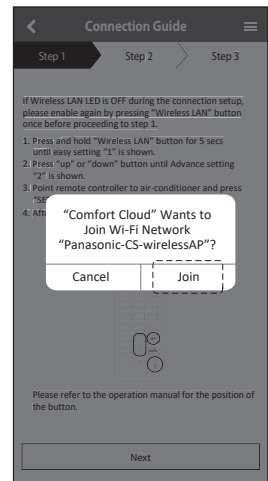 Connection Guide
Step 1 Step 2 Step 3
If Wireless LAN LED is OFF during the connection setup,
please enable again by pressing "Wireless LAN" button
once before proceeding to step 1.
1. Press and hold "Wireless LAN" button for 5 secs
until easy setting "1" is shown.
2. Press "up" or "down" button until Advance setting
"2" is shown.
3. Point remote controller to air-conditioner and press
4.
"Comfort Cloud" Wants to
Join Wi-Fi Network
"Panasonic-CS-wirelessAP"?
Cancel Join
Please refer to the operation manual for the position of
the button.
Next